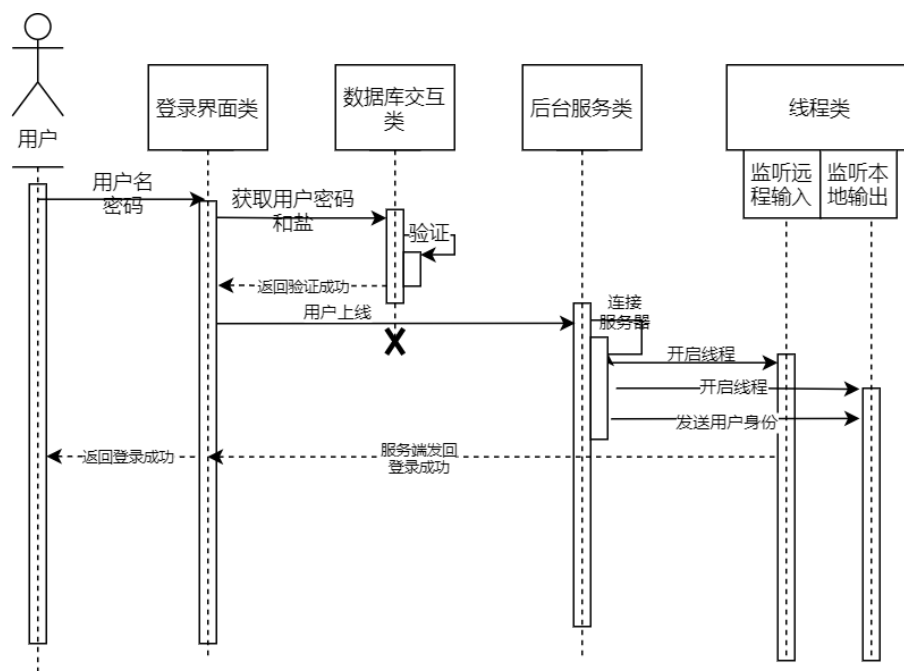 用户
登录界面类
数据库交互
类
后台服务类
线程类
监听远
程输入
监听本
地输出
用户名
密码
获取用户密码
和盐
验证
返回验证成功
用户上线
连接
服务器
开启线程
开启线程
发送用户身份
服务端发回
登录成功
返回登录成功